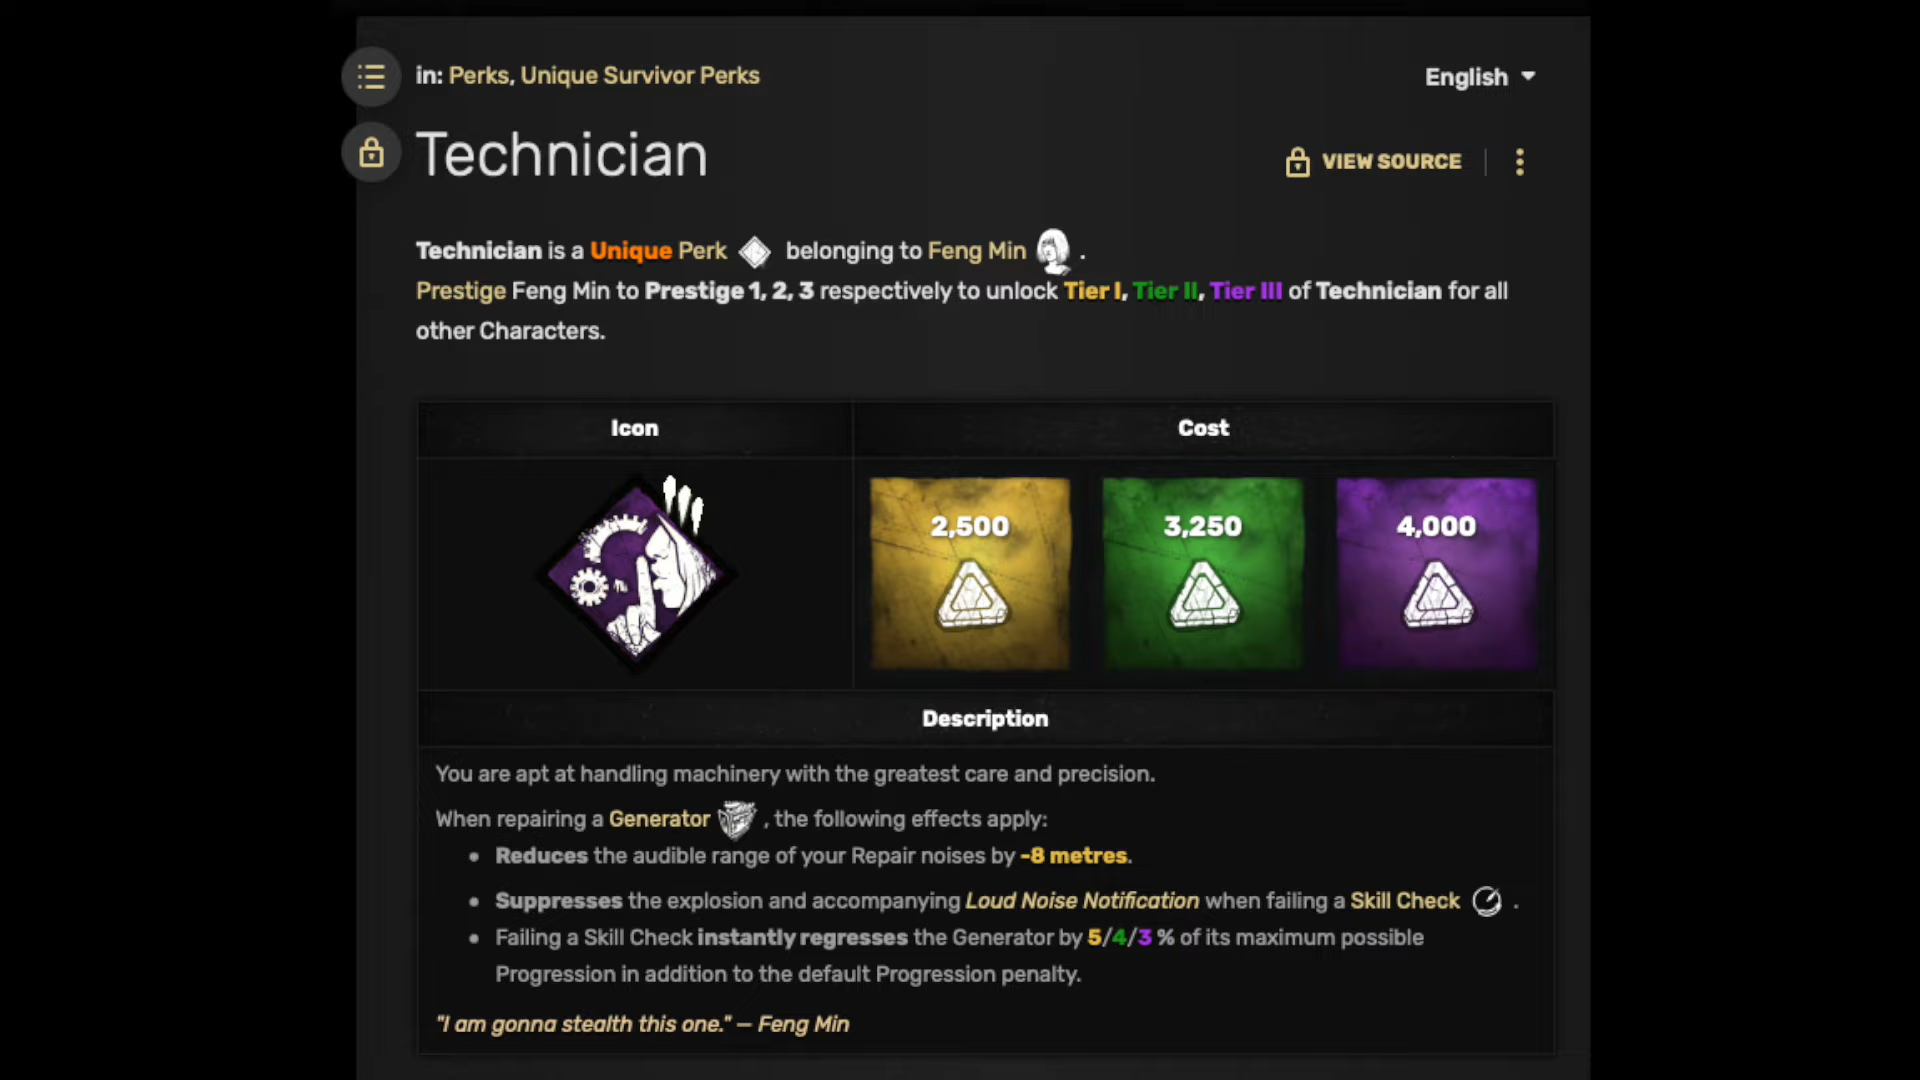 in: Perks, Unique Survivor Perks
English
Technician
VIEW SOURCE
Technician is a Unique Perk belonging to Feng Min .
Prestige Feng Min to Prestige 1, 2, 3 respectively to unlock Tier I, Tier II, Tier III of Technician for all
other Characters.
Icon
Cost
2,500
3,250
4,000
Description
You are apt at handling machinery with the greatest care and precision.
When repairing a Generator , the following effects apply:
Reduces the audible range of your Repair noises by -8 metres.
Suppresses the explosion and accompanying Loud Noise Notification when failing a Skill Check .
Failing a Skill Check instantly regresses the Generator by 5/4/3 % of its maximum possible
Progression in addition to the default Progression penalty.
"I am gonna stealth this one." — Feng Min